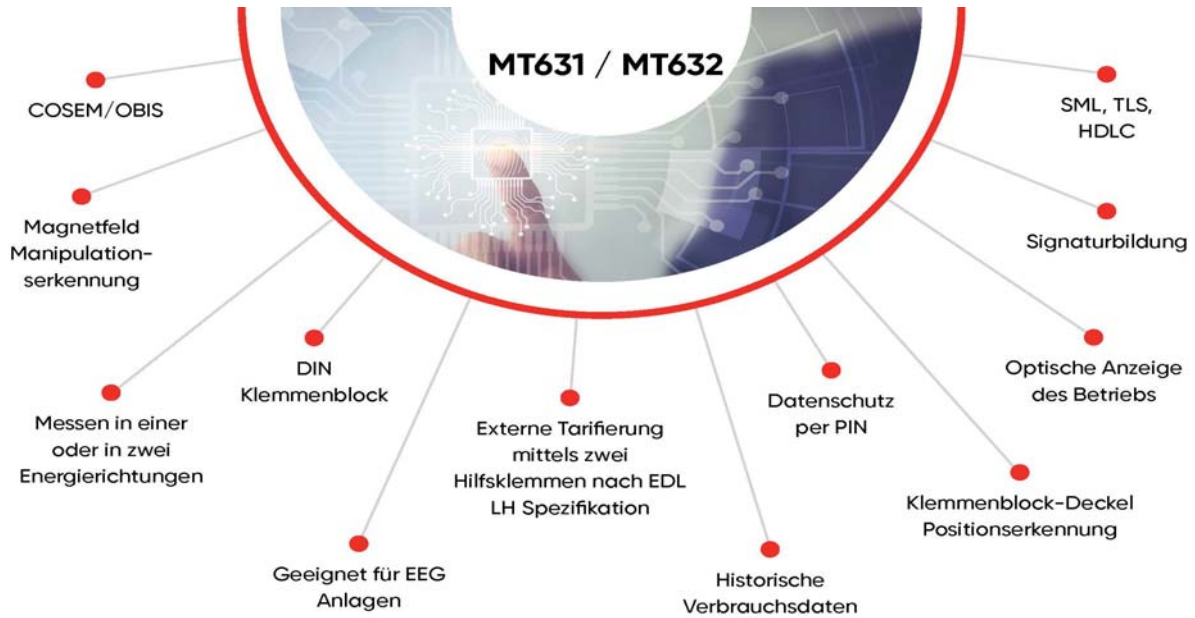 MT631 / MT632
COSEM/OBIS
Magnetfeld
Manipulation-
serkennung
Messen in einer
oder in zwei
Energierichtungen
DIN
Klemmenblock
Geeignet für EEG
Anlagen
Externe Tarifierung
mittels zwei
Hilfsklemmen nach EDL
LH Spezifikation
Historische
Verbrauchsdaten
Datenschutz
per PIN
Klemmenblock-Deckel
Positionserkennung
Optische Anzeige
des Betriebs
Signaturbildung
SML, TLS,
HDLC